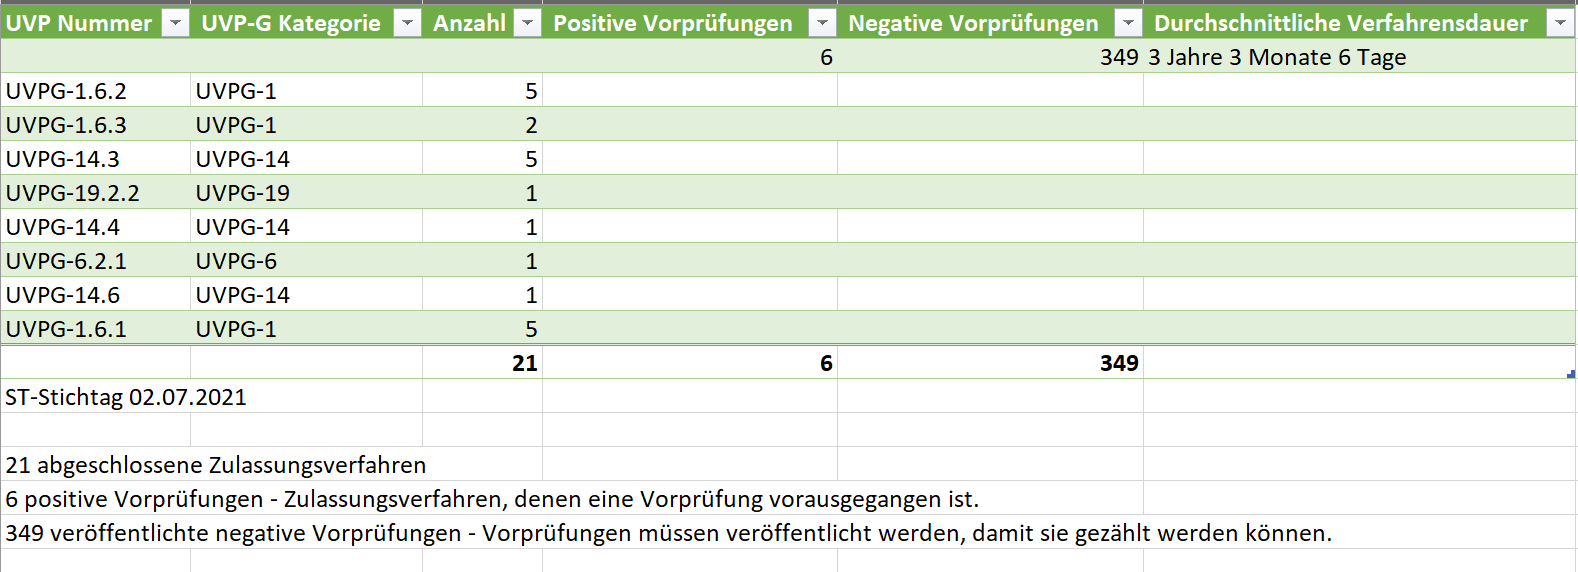 UVP Nummer UVP-G Kategorie Anzahl Positive Vorprüfungen Negative Vorprüfungen Durchschnittliche Verfahrensdauer
6 349 3 Jahre 3 Monate 6 Tage
UVPG-1.6.2 UVPG-1 5
UVPG-1.6.3 UVPG-1 2
UVPG-14.3 UVPG-14 5
UVPG-19.2.2 UVPG-19 1
UVPG-14.4 UVPG-14 1
UVPG-6.2.1 UVPG-6 1
UVPG-14.6 UVPG-14 1
UVPG-1.6.1 UVPG-1 5
21 6 349
ST-Stichtag 02.07.2021
21 abgeschlossene Zulassungsverfahren
6 positive Vorprüfungen - Zulassungsverfahren, denen eine Vorprüfung vorausgegangen ist.
349 veröffentlichte negative Vorprüfungen - Vorprüfungen müssen veröffentlicht werden, damit sie gezählt werden können.